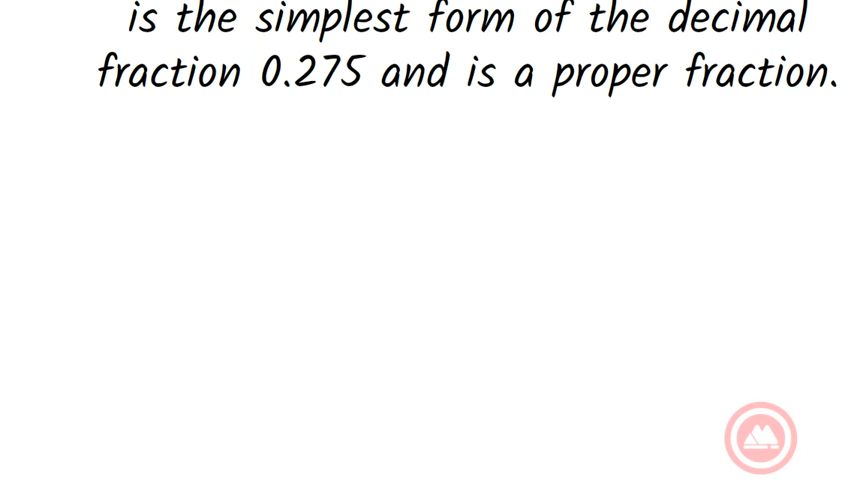 is the simplest form of the decimal
fraction 0.275 and is a proper fraction.